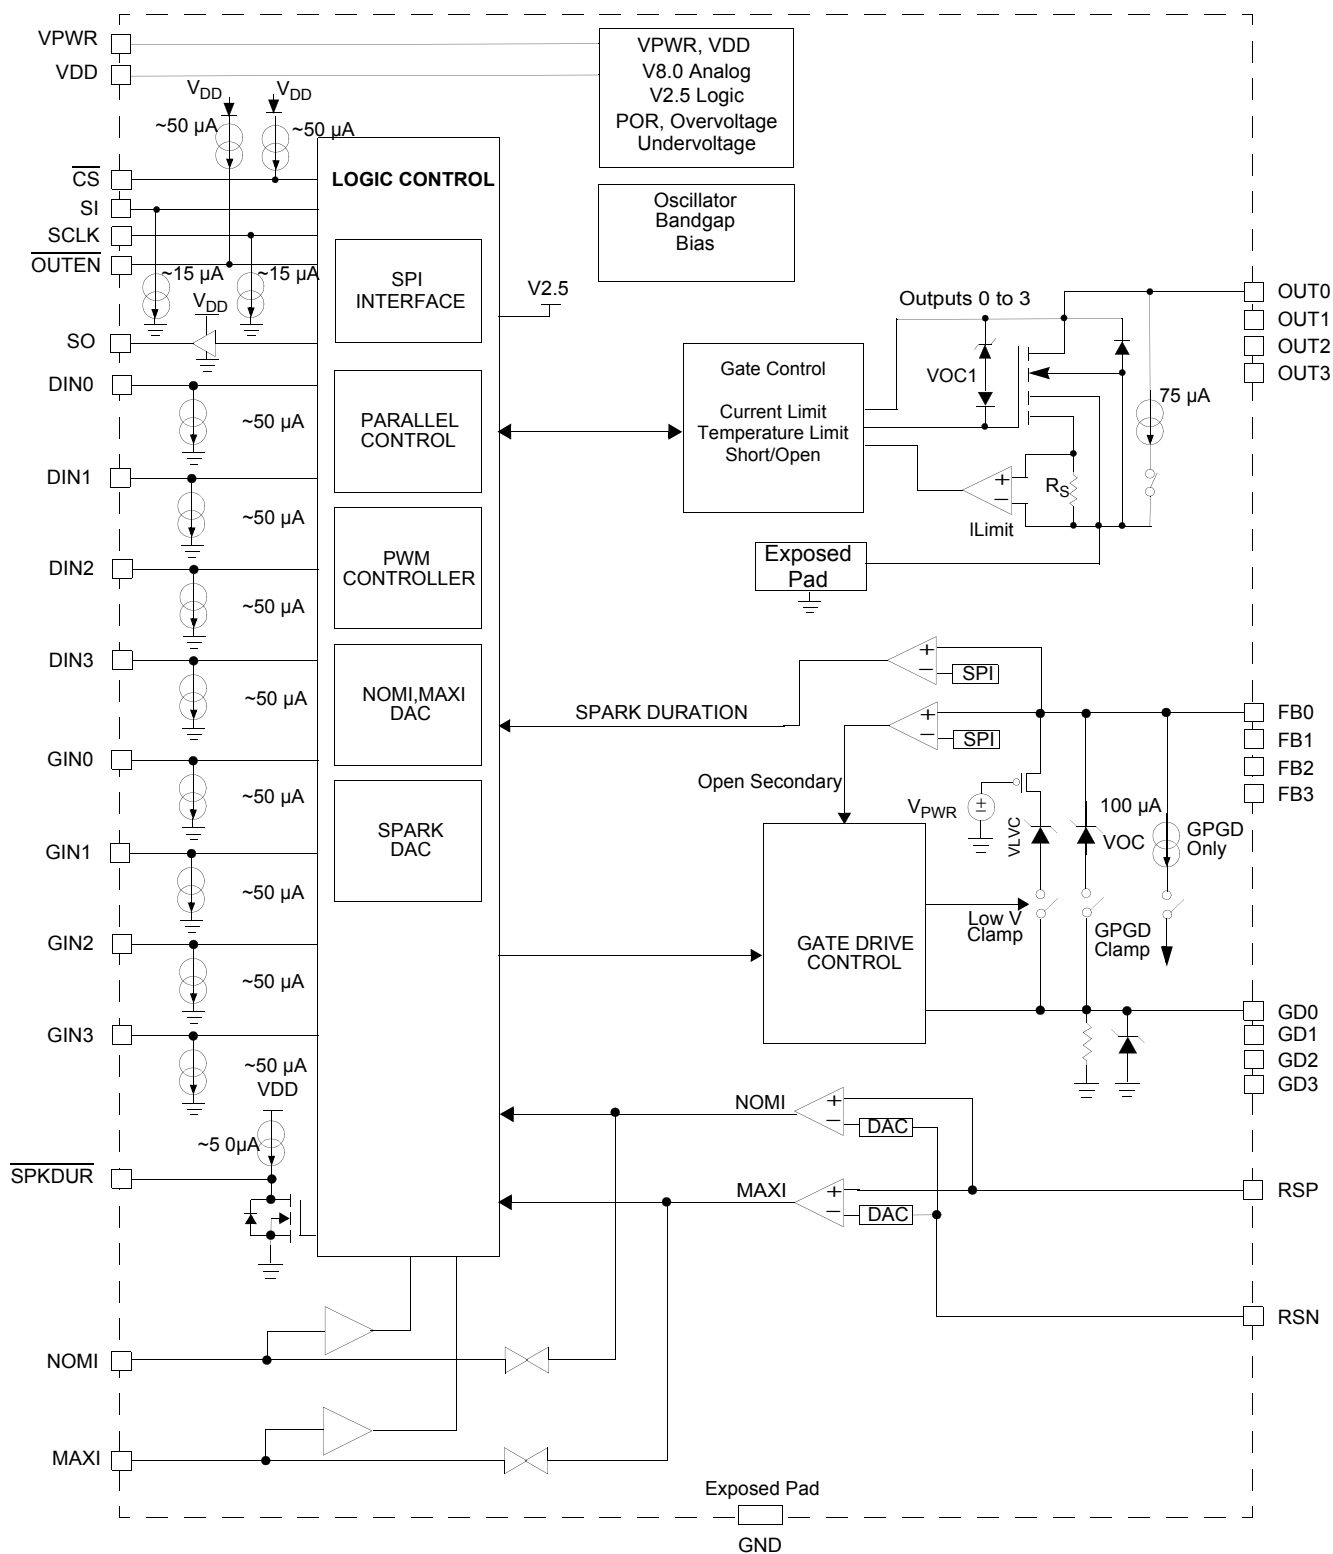 VPWR
VDD
CS
SI
SCLK
OUTEN
SO
DIN0
DIN1
DIN2
DIN3
GIN0
GIN1
GIN2
GIN3
SPKDUR
NOMI
MAXI
VDD
VDD
~50 µA
~50 µA
~15 µA
~15 µA
VDD
~50 µA
~50 µA
~50 µA
~50 µA
~50 µA
~50 µA
~50 µA
~50 µA
VDD
~5 0µA
LOGIC CONTROL
SPI
INTERFACE
PARALLEL
CONTROL
PWM
CONTROLLER
NOMI,MAXI
DAC
SPARK
DAC
V2.5
VPWR, VDD
V8.0 Analog
V2.5 Logic
POR, Overvoltage
Undervoltage
Oscillator
Bandgap
Bias
Outputs 0 to 3
Gate Control
Current Limit
Temperature Limit
Short/Open
VOC1
75 µA
RS
+
−
ILimit
Exposed
Pad
+
−
SPI
SPARK DURATION
+
−
SPI
Open Secondary
VPWR
±
VLVC
100 µA
VOC
GPGD
Only
Low V
Clamp
GPGD
Clamp
GATE DRIVE
CONTROL
NOMI
+
−
DAC
MAXI
+
−
DAC
OUT0
OUT1
OUT2
OUT3
FB0
FB1
FB2
FB3
GD0
GD1
GD2
GD3
RSP
RSN
Exposed Pad
GND